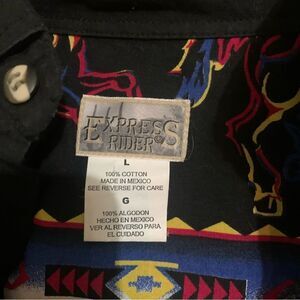 EXPRESS
RIDER
L
100% COTTON
MADE IN MEXICO
SEE REVERSE FOR CARE
G
100% ALGODON
HECHO EN MEXICO
VER AL REVERSO PARA
EL CUIDADO